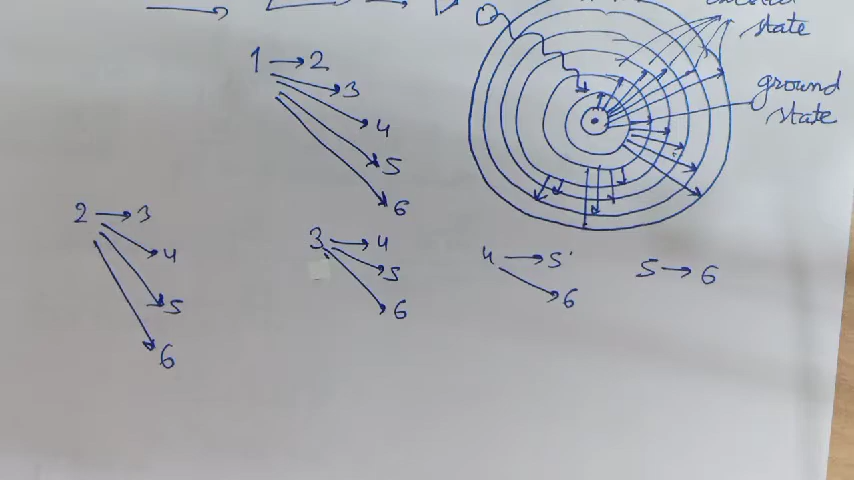 state
ground
state
1 → 2
→ 3
→ 4
→ 5
→ 6
2 → 3
→ 4
→ 5
→ 6
3 → 4
→ 5
→ 6
4 → 5
→ 6
5 → 6